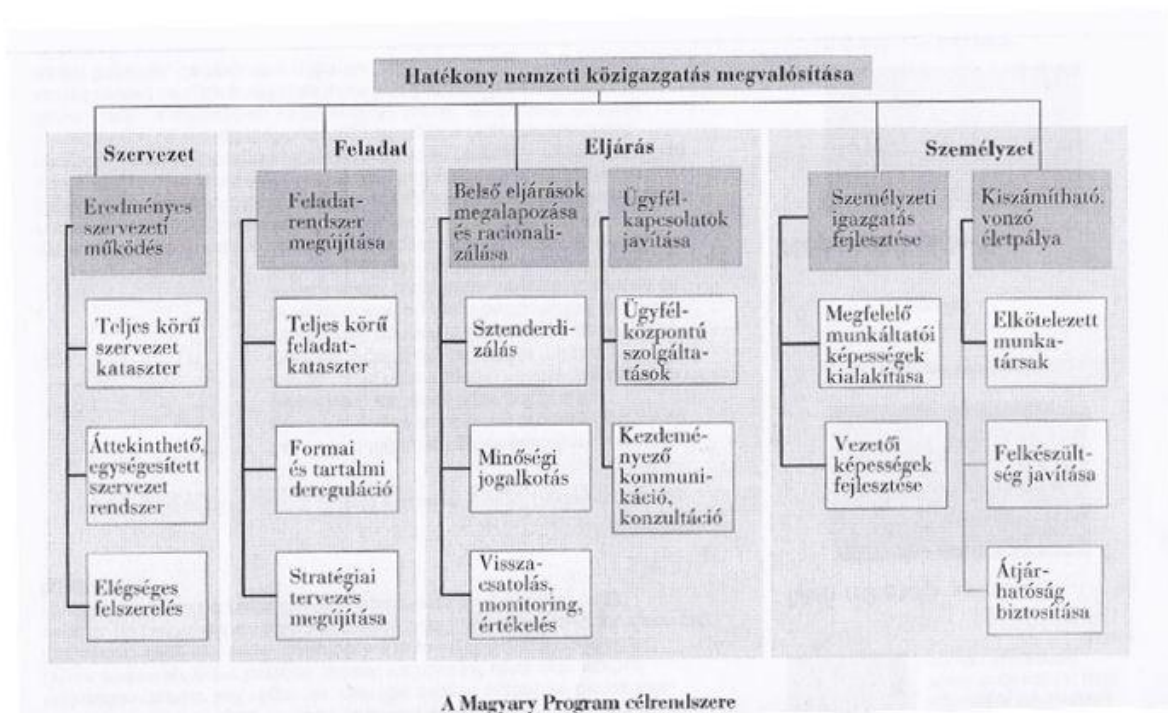 Hatékony nemzeti közigazgatás megvalósítása
Szervezet
Eredményes
szervezeti
működés
Teljes körű
szervezet
kataszter
Áttekinthető,
egységesített
szervezet
rendszer
Elégséges
felszerelés
Feladat
Feladat-
rendszer
megújítása
Teljes körű
feladat-
kataszter
Formai
és tartalmi
dereguláció
Stratégiai
tervezés
megújítása
Eljárás
Belső eljárások
megalapozása
és racionali-
zálása
Sztenderdi-
zálás
Minőségi
jogalkotás
Vissza-
csatolás,
monitoring,
értékelés
Ügyfél-
kapcsolatok
javítása
Ügyfél-
központú
szolgálta-
tások
Kezdemé-
nyező
kommuni-
káció,
konzultáció
Személyzet
Személyzeti
igazgatás
fejlesztése
Megfelelő
munkáltatói
képességek
kialakítása
Vezetői
képességek
fejlesztése
Kiszámítható,
vonzó
életpálya
Elkötelezett
munka-
társak
Felkészült-
ség javítása
Átjár-
hatóság
biztosítása
A Magyary Program célrendszere